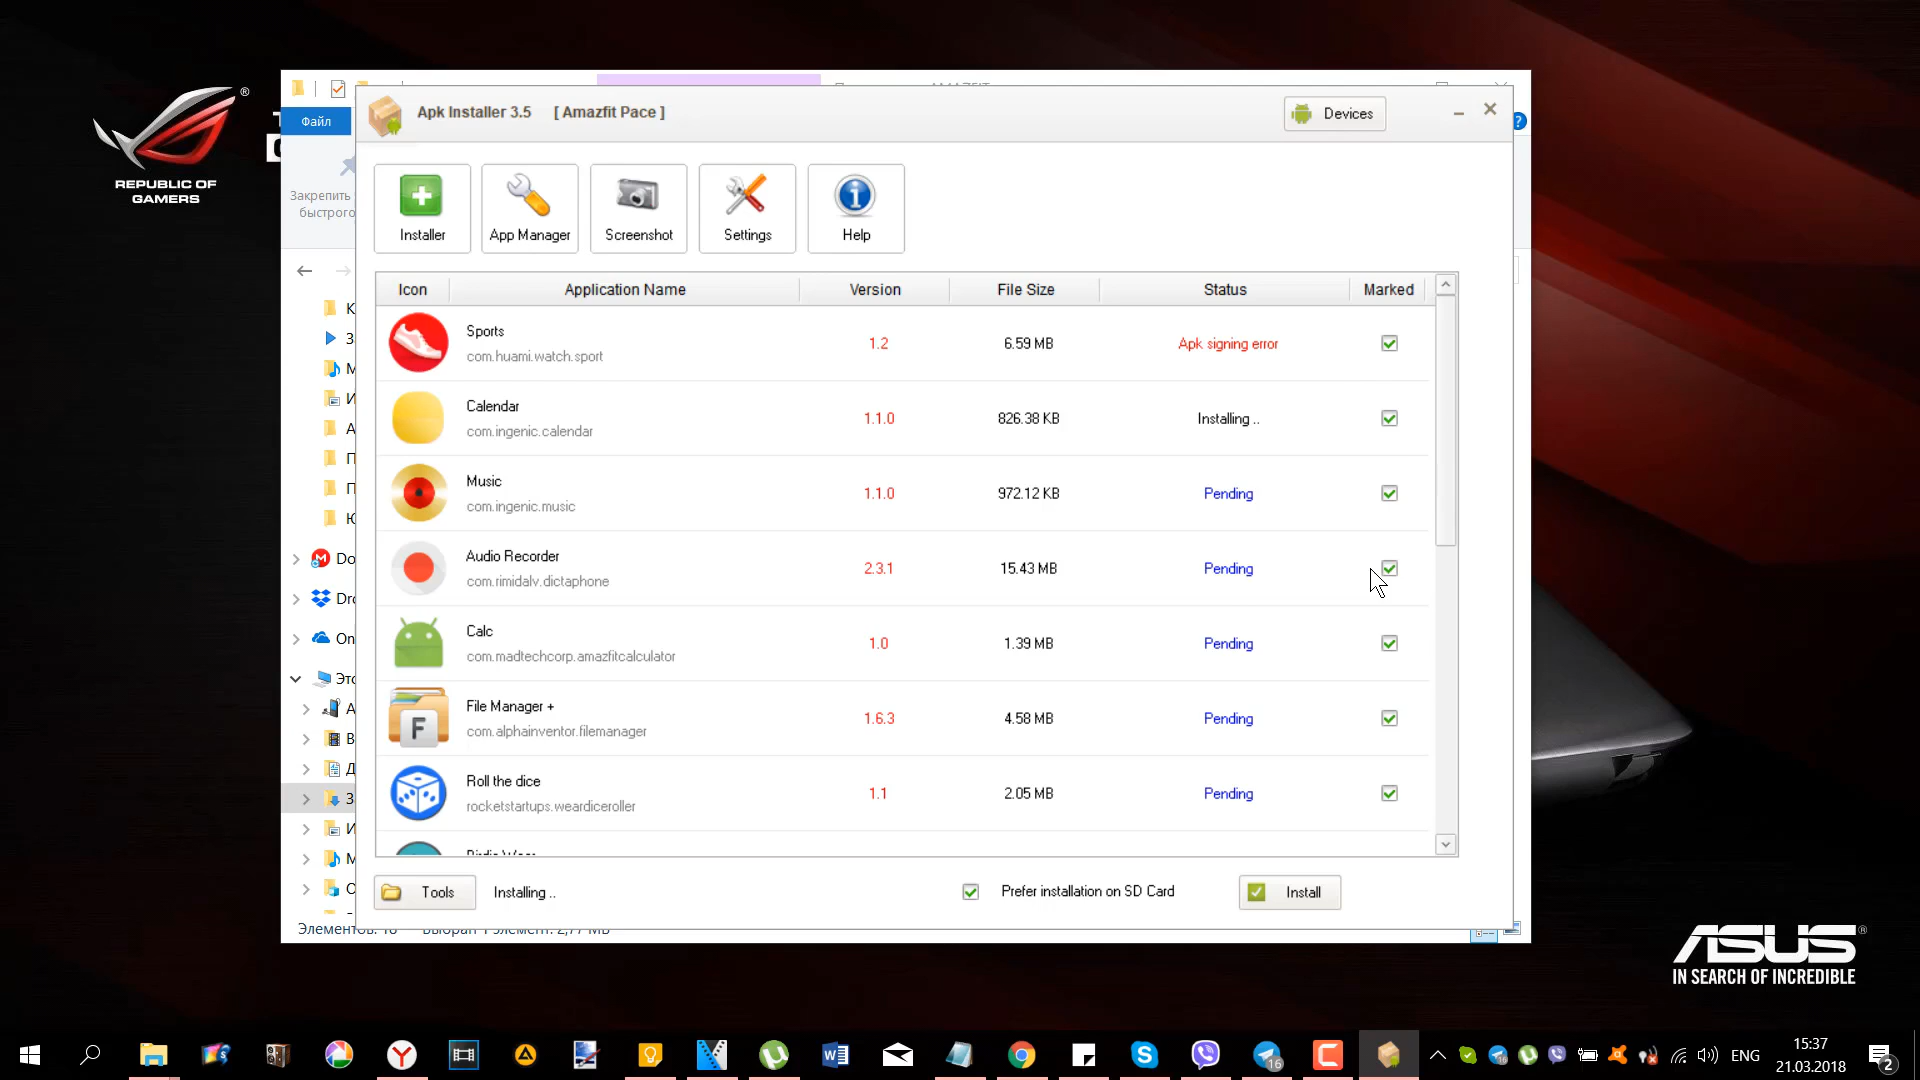 REPUBLIC OF
GAMERS
Файл
Закрепить
быстрого
Apk Installer 3.5 [ Amazfit Pace ]
Devices
Installer
App Manager
Screenshot
Settings
Help
Icon Application Name Version File Size Status Marked
Sports
com.huami.watch.sport
1.2 6.59 MB Apk signing error
Calendar
com.ingenic.calendar
1.1.0 826.38 KB Installing ..
Music
com.ingenic.music
1.1.0 972.12 KB Pending
Audio Recorder
com.rimidalv.dictaphone
2.3.1 15.43 MB Pending
Calc
com.madtechcorp.amazfitcalculator
1.0 1.39 MB Pending
File Manager +
com.alphainventor.filemanager
1.6.3 4.58 MB Pending
Roll the dice
rocketstartups.weardiceroller
1.1 2.05 MB Pending
Tools Installing .. Prefer installation on SD Card Install
ASUS
IN SEARCH OF INCREDIBLE
ENG
15:37
21.03.2018
2
16